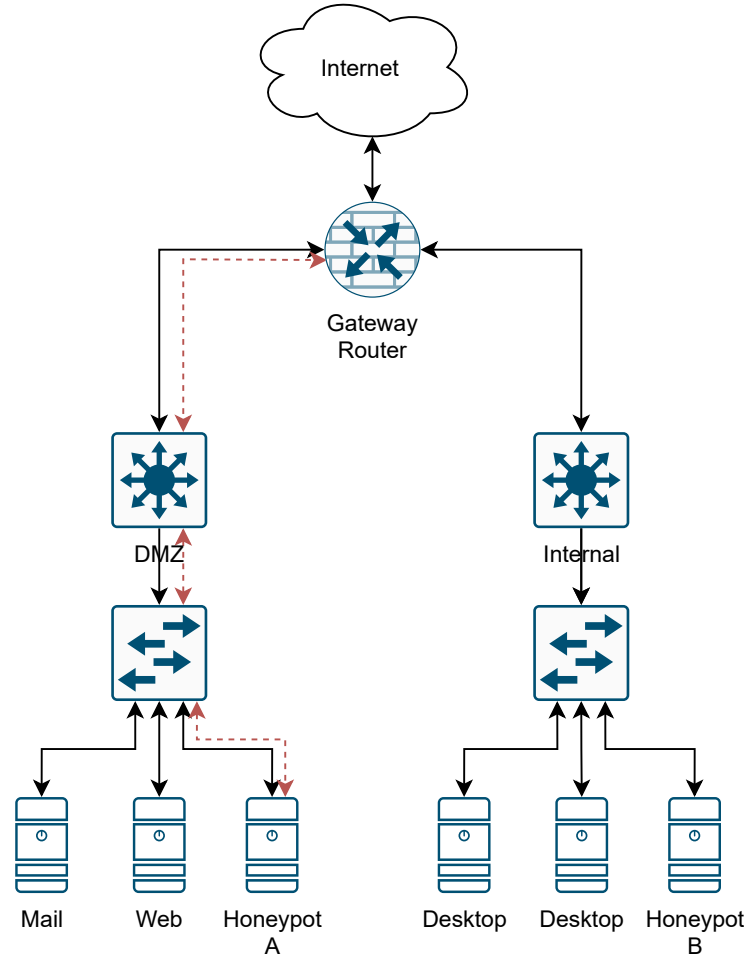 Internet
Gateway
Router
DMZ
Internal
Mail
Web
Honeypot
A
Desktop
Desktop
Honeypot
B